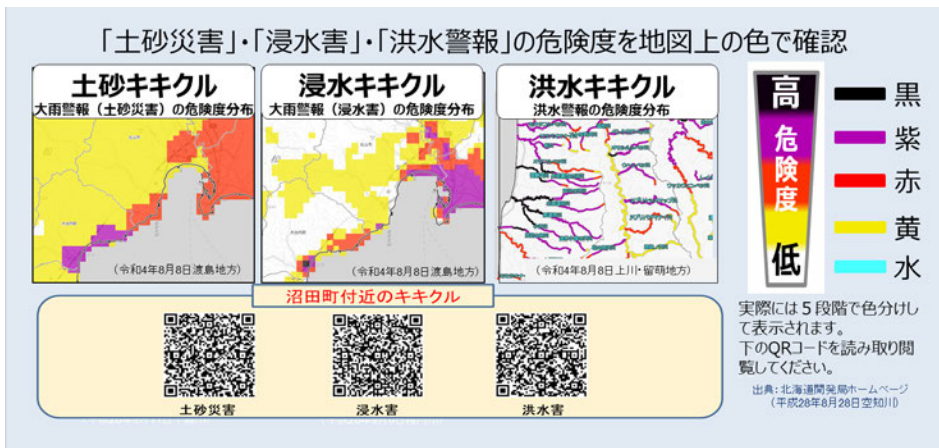 「土砂災害」・「浸水害」・「洪水警報」の危険度を地図上の色で確認
土砂キキクル
大雨警報（土砂災害）の危険度分布
（令和4年8月8日渡島地方）
浸水キキクル
大雨警報（浸水害）の危険度分布
（令和4年8月8日渡島地方）
洪水キキクル
洪水警報の危険度分布
（令和4年8月8日上川・留萌地方）
高
危険度
低
黒
紫
赤
黄
水
実際には５段階で色分けし
て表示されます。
下のQRコードを読み取り閲
覧してください。
出典：北海道開発局ホームページ
（平成28年8月28日空知川）
沼田町付近のキキクル
土砂災害
浸水害
洪水害